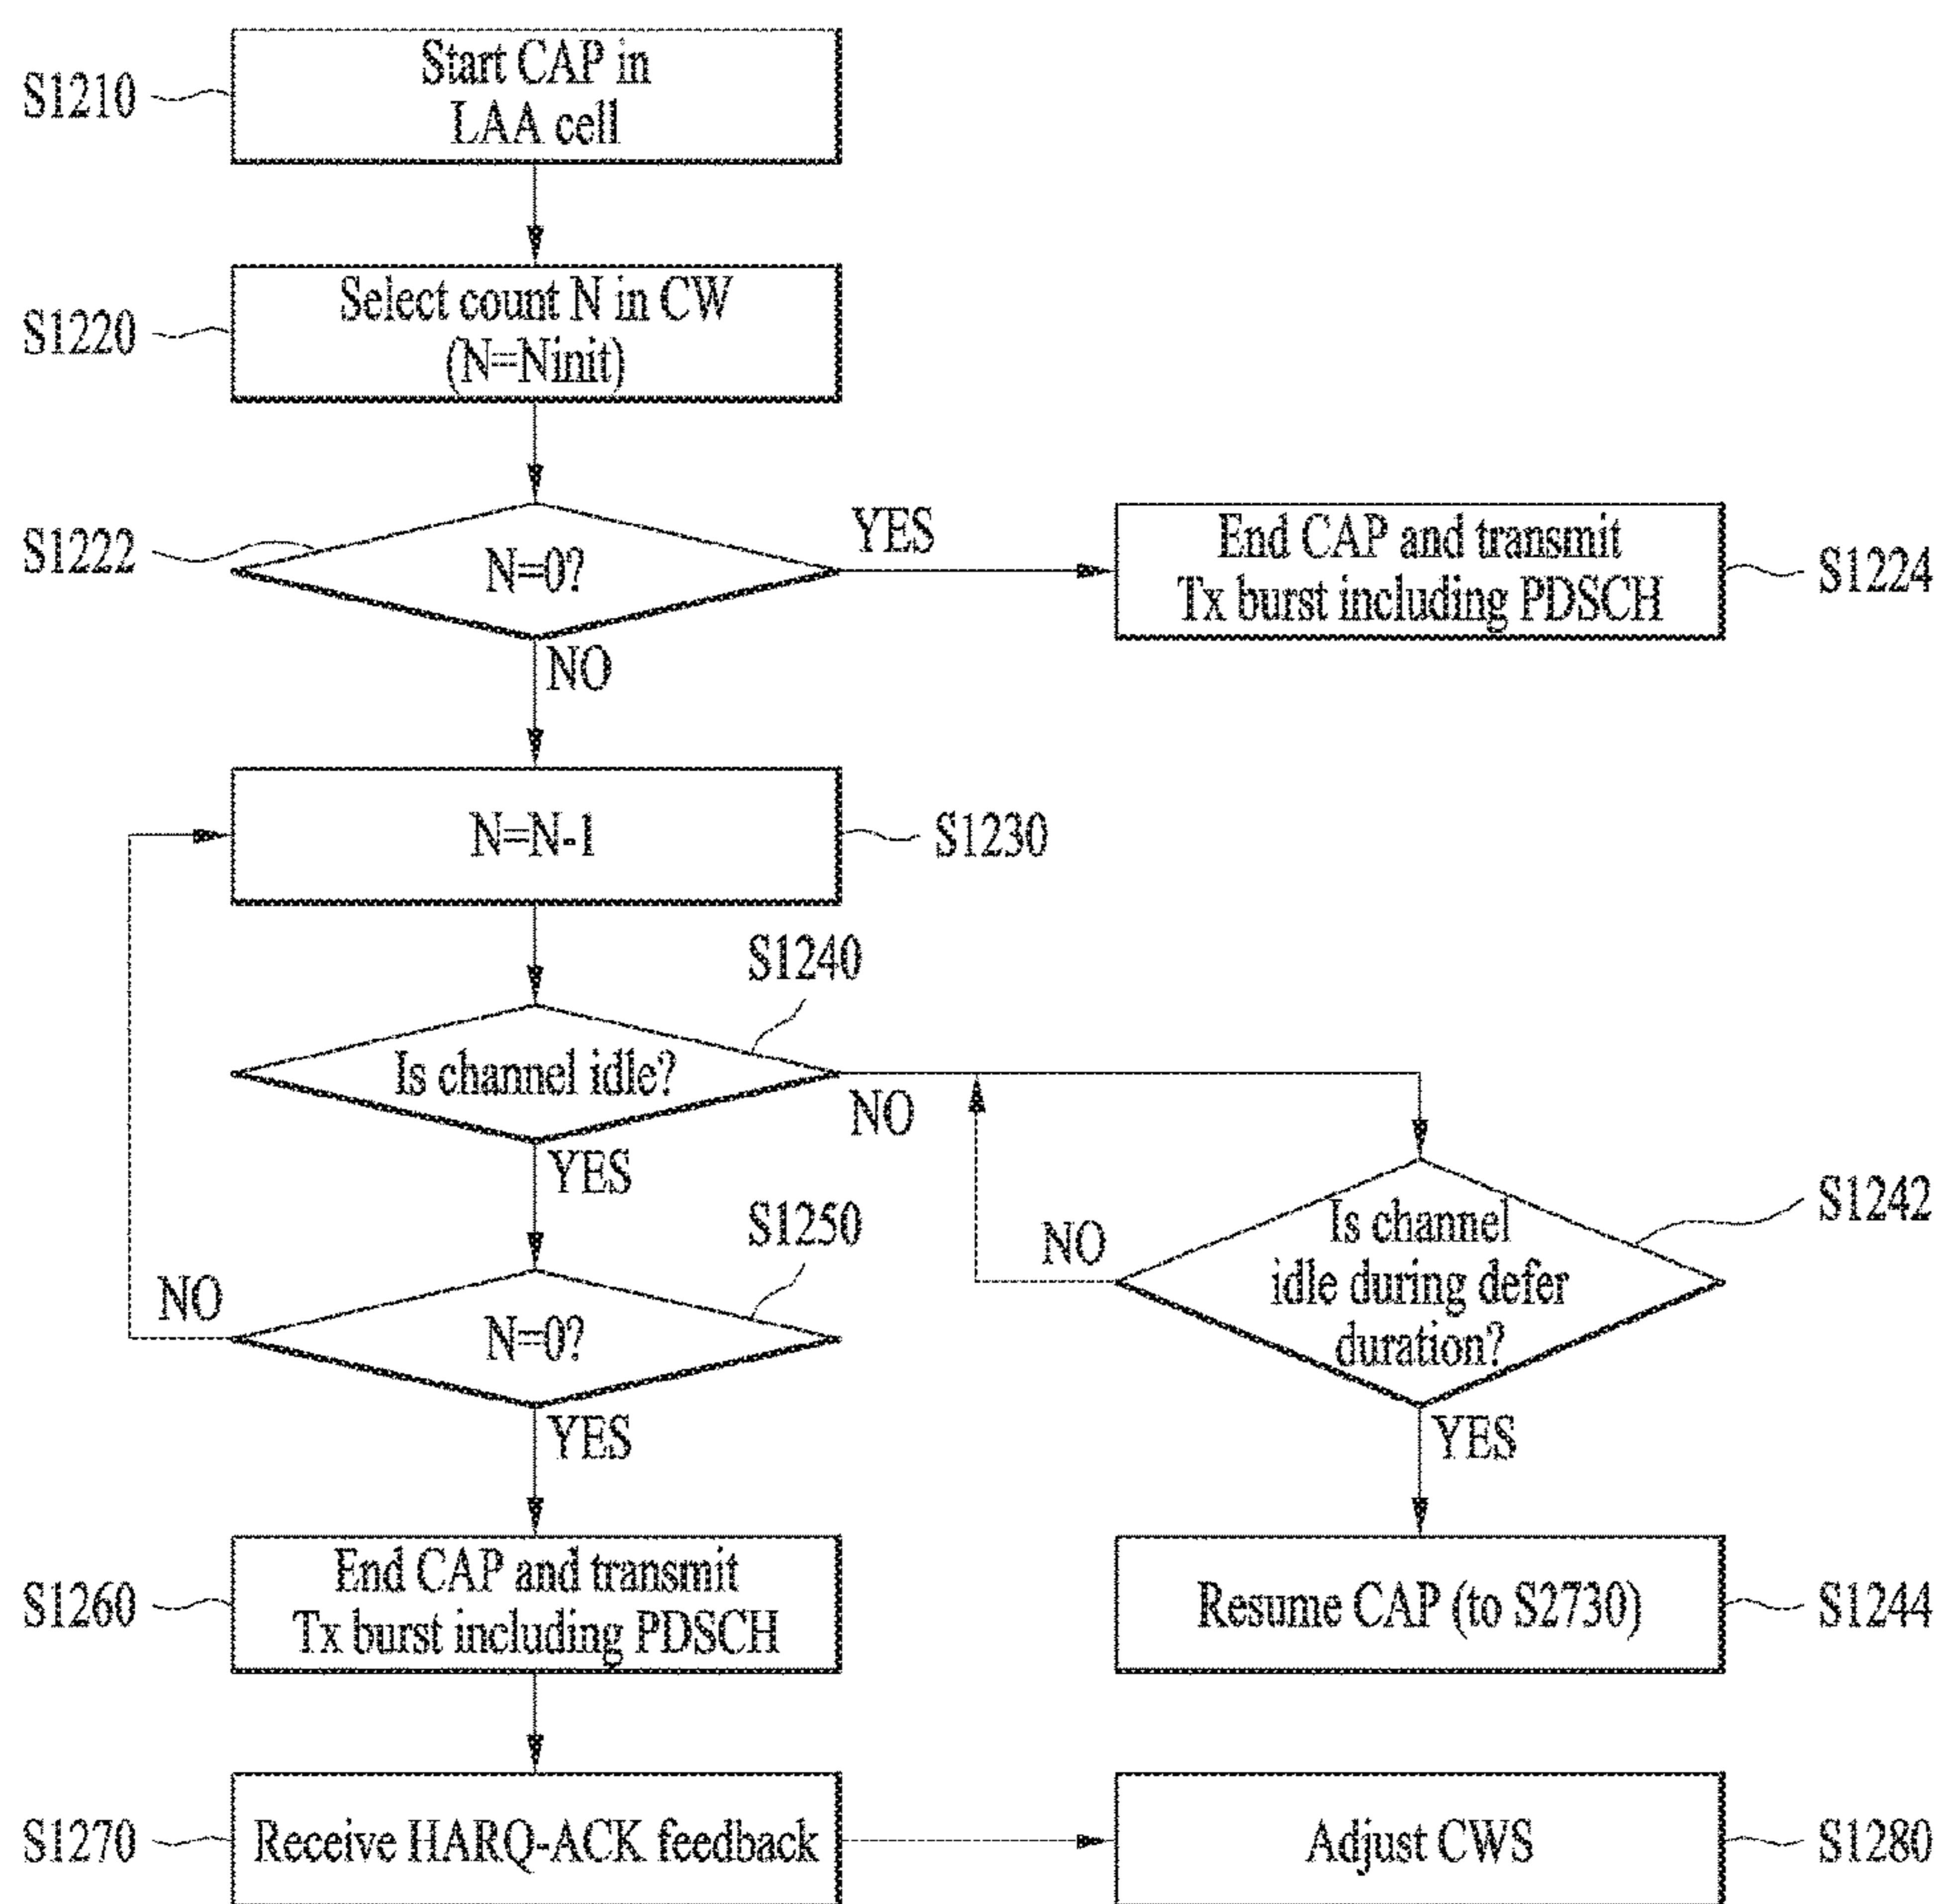 S1210
Start CAP in
LAA cell
S1220
Select count N in CW
(N=Ninit)
S1222
N=0?
YES
NO
End CAP and transmit
Tx burst including PDSCH
S1224
N=N-1
S1230
S1240
Is channel idle?
NO
YES
S1250
N=0?
NO
YES
Is channel
idle during defer
duration?
S1242
NO
YES
S1260
End CAP and transmit
Tx burst including PDSCH
Resume CAP (to S2730)
S1244
S1270
Receive HARQ-ACK feedback
Adjust CWS
S1280